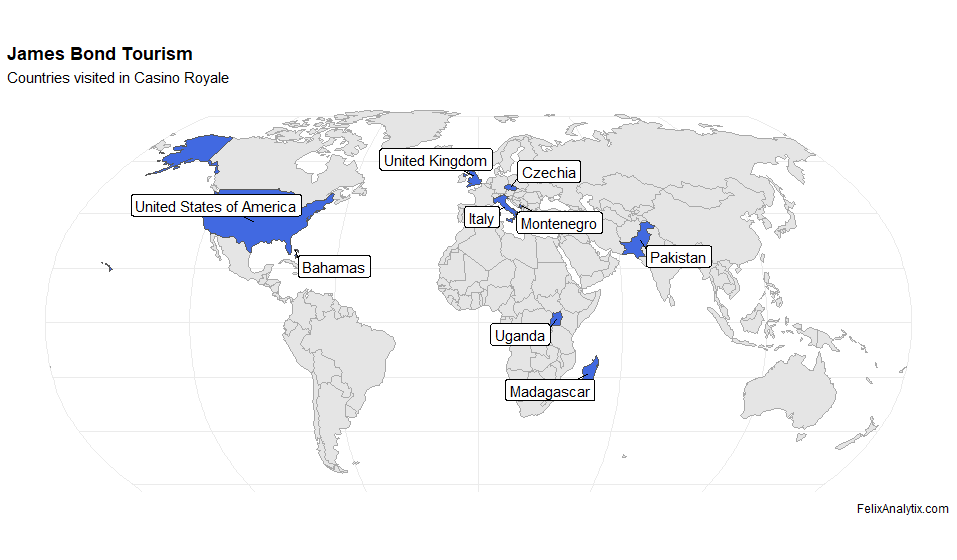 James Bond Tourism
Countries visited in Casino Royale
United Kingdom
Czechia
United States of America
Italy
Montenegro
Bahamas
Pakistan
Uganda
Madagascar
FelixAnalytix.com